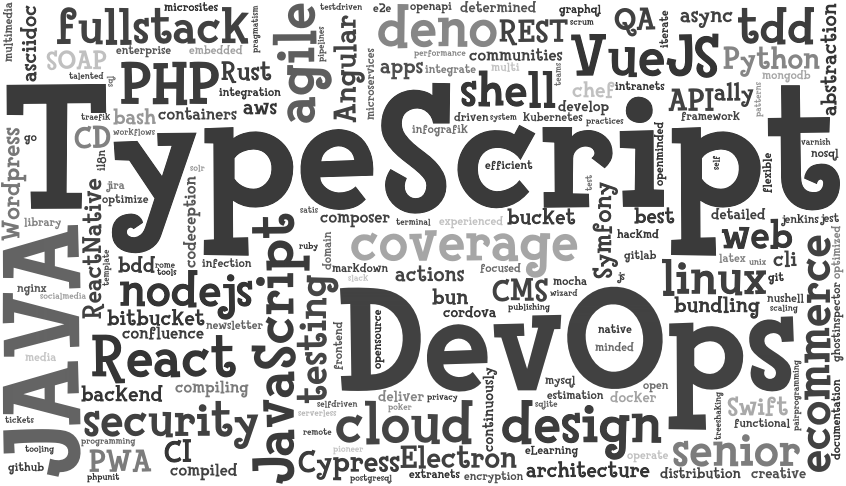 multimedia
asciidoc
fullstack
microsites
pragmatism
agile
testdriven
pipelines
Angular
e2e
openapi
determined
graphql
scrum
QA
iterate
async
tdd
abstraction
deno
REST
SOAP
enterprise
embedded
talented
sql
PHP
Rust
integration
microservices
performance
communities
apps
integrate
multi
teams
VueJS
Python
mongodb
shell
chef
intranets
develop
API
ally
patterns
framework
traefik
bash
containers
aws
CD
workflows
i18n
go
Wordpress
infografik
driven
system
Kubernetes
practices
TypeScript
efficient
openminded
self
flexible
varnish
nosql
test
jira
optimize
library
ReactNative
template
codeception
solr
satis
composer
terminal
experienced
bucket
best
detailed
jenkins
jest
optimized
JAVA
nginx
socialmedia
media
bdd
rome
tools
infection
JavaScript
ruby
domain
coverage
Symfony
hackmd
gitlab
js
web
latex
unix
cli
git
markdown
sjack
actions
focused
CMS
mocha
wizard
publishing
linux
bundling
nushell
scaling
ecommerce
ghostinspector
nodejs
bitbucket
confluence
newsletter
testing
frontend
opensource
bun
cordova
DevOps
native
minded
React
compiling
backend
security
programming
tickets
tooling
github
PWA
phpunit
CI
compiled
selfdriven
serverless
remote
deliver
poker
privacy
continuously
cloud
pioneer
Cypress
postgresql
Electron
extranets
encryption
mysql
estimation
sqlite
docker
open
design
eLearning
architecture
operate
senior
distribution
creative
Swift
functional
treeshaking
pairprogramming
documentation